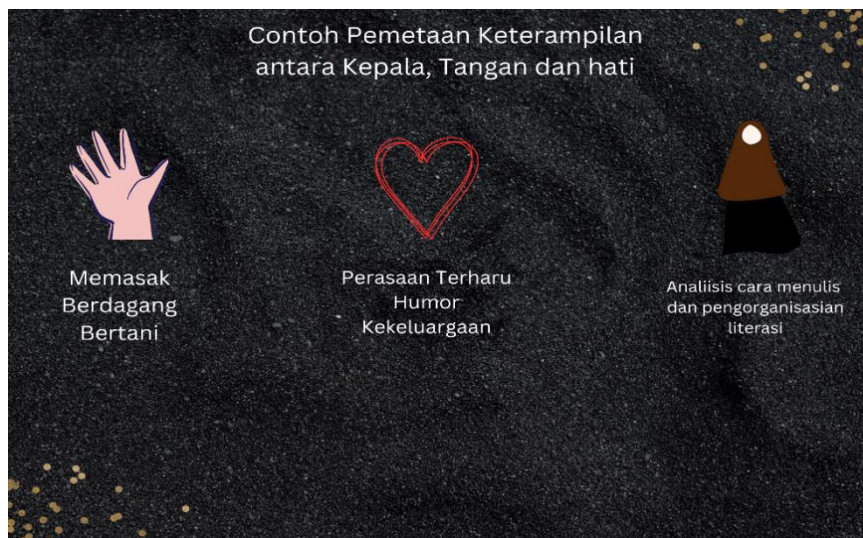 Contoh Pemetaan Keterampilan
antara Kepala, Tangan dan hati
Memasak
Berdagang
Bertani
Perasaan Terharu
Humor
Kekeluargaan
Analiisis cara menulis
dan pengorganisasian
literasi